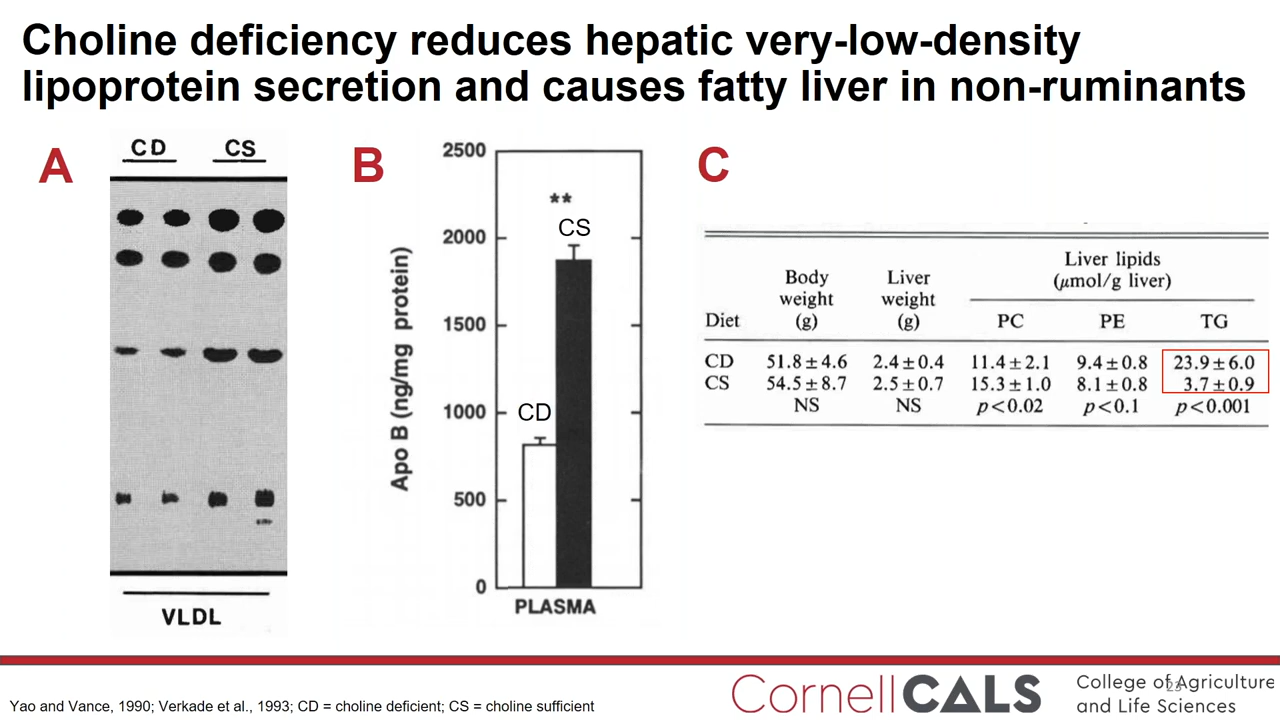 Choline deficiency reduces hepatic very-low-density
lipoprotein secretion and causes fatty liver in non-ruminants
A
CD CS
VLDL
B
Apo B (ng/mg protein)
2500
2000
1500
1000
500
0
**
CS
CD
PLASMA
C
Liver lipids
(μmol/g liver)
Body weight (g)
Liver weight (g)
Diet PC PE TG
CD 51.8±4.6 2.4±0.4 11.4±2.1 9.4±0.8 23.9±6.0
CS 54.5±8.7 2.5±0.7 15.3±1.0 8.1±0.8 3.7±0.9
NS NS p<0.02 p<0.1 p<0.001
Yao and Vance, 1990; Verkade et al., 1993; CD = choline deficient; CS = choline sufficient
CornellCALS
College of Agriculture
and Life Sciences